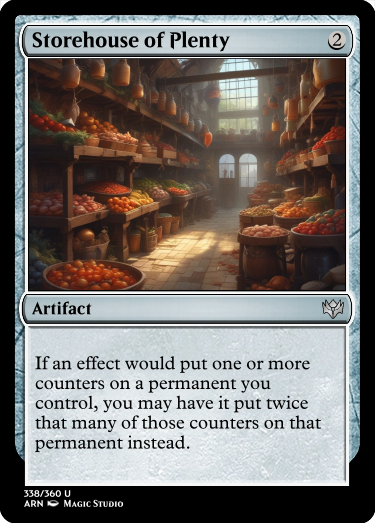 Storehouse of Plenty 2
Artifact
If an effect would put one or more
counters on a permanent you
control, you may have it put twice
that many of those counters on that
permanent instead.
338/360 U
ARN Magic Studio